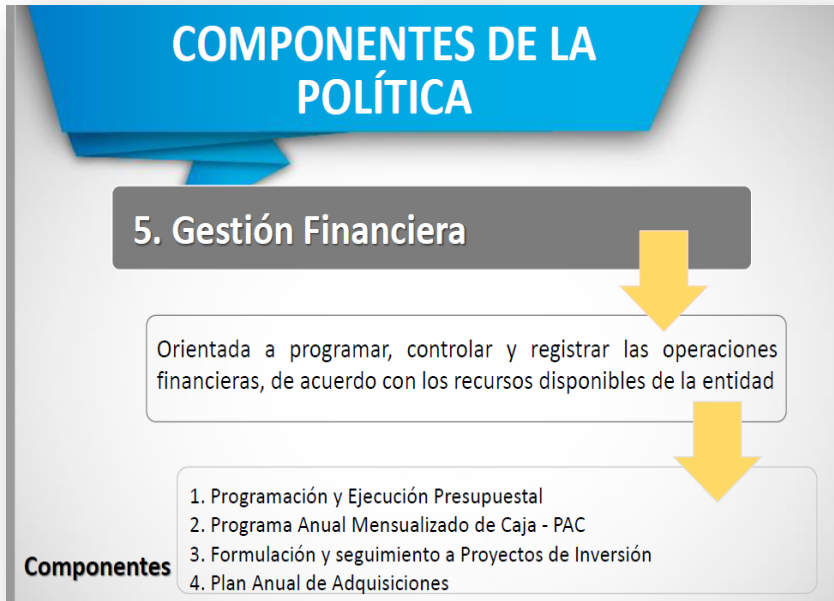 COMPONENTES DE LA
POLÍTICA
5. Gestión Financiera
Orientada a programar, controlar y registrar las operaciones
financieras, de acuerdo con los recursos disponibles de la entidad
1. Programación y Ejecución Presupuestal
2. Programa Anual Mensualizado de Caja - PAC
3. Formulación y seguimiento a Proyectos de Inversión
Componentes
4. Plan Anual de Adquisiciones